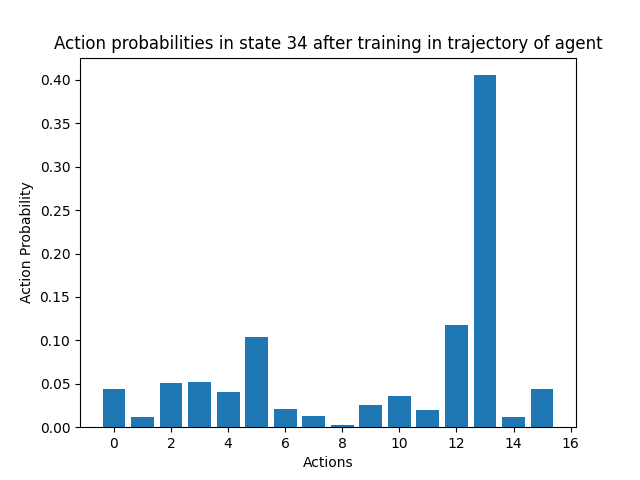 Action probabilities in state 34 after training in trajectory of agent
0.40
0.35
0.30
0.25
0.20
0.15
0.10
0.05
0.00
Action Probability
0 2 4 6 8 10 12 14 16
Actions